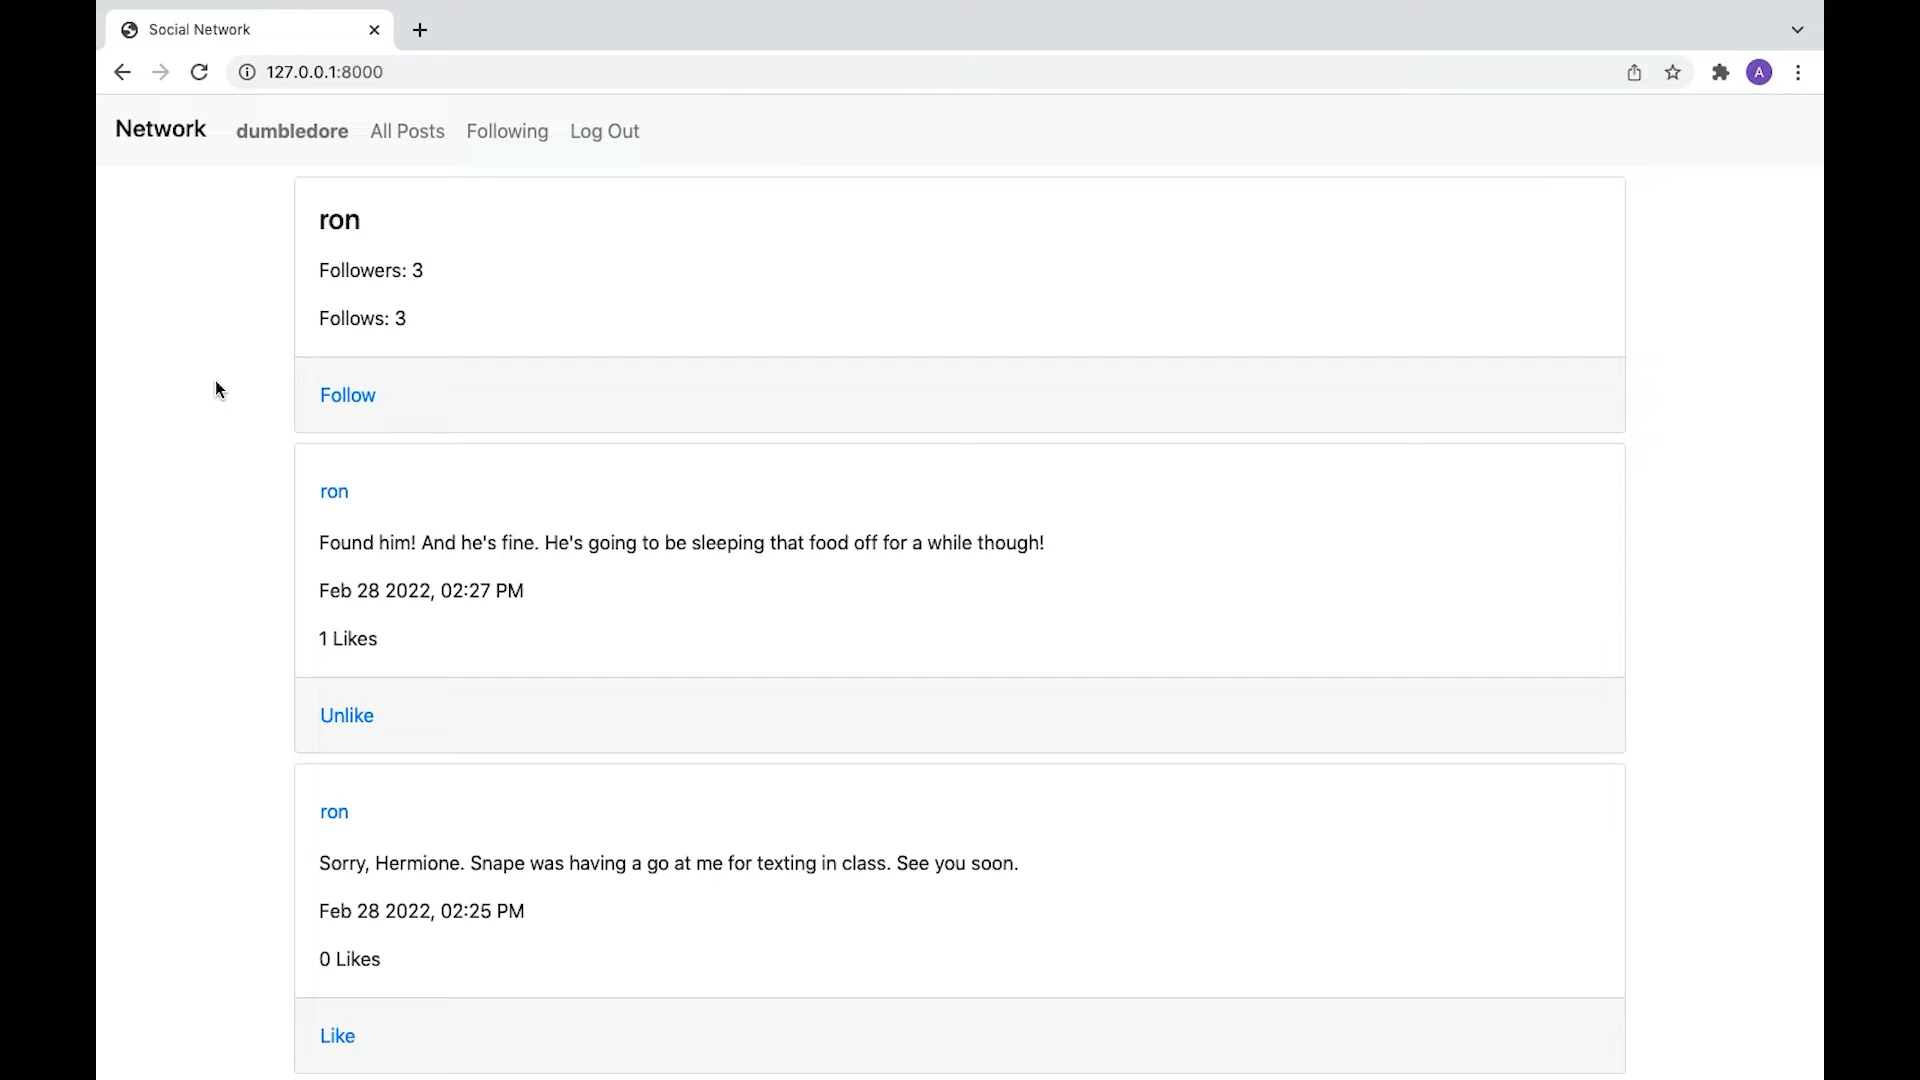 Social Network
127.0.0.1:8000
A
Network dumbledore All Posts Following Log Out
ron
Followers: 3
Follows: 3
Follow
ron
Found him! And he's fine. He's going to be sleeping that food off for a while though!
Feb 28 2022, 02:27 PM
1 Likes
Unlike
ron
Sorry, Hermione. Snape was having a go at me for texting in class. See you soon.
Feb 28 2022, 02:25 PM
0 Likes
Like